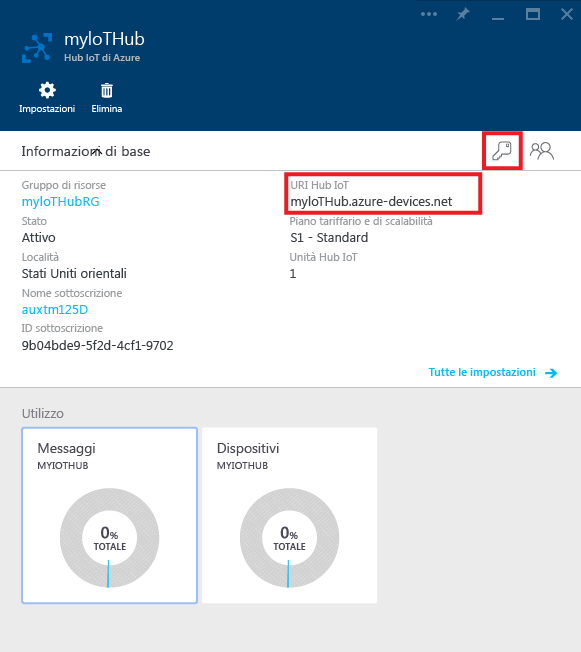 myIoTHub
Hub IoT di Azure
Impostazioni
Elimina
Informazioni di base
Gruppo di risorse
myIoTHubRG
Stato
Attivo
Località
Stati Uniti orientali
Nome sottoscrizione
auxtm125D
ID sottoscrizione
9b04bde9-5f2d-4cf1-9702
URI Hub IoT
myIoTHub.azure-devices.net
Piano tariffario e di scalabilità
S1 - Standard
Unità Hub IoT
1
Tutte le impostazioni
Utilizzo
Messaggi
MYIOTHUB
0%
TOTALE
Dispositivi
MYIOTHUB
0%
TOTALE